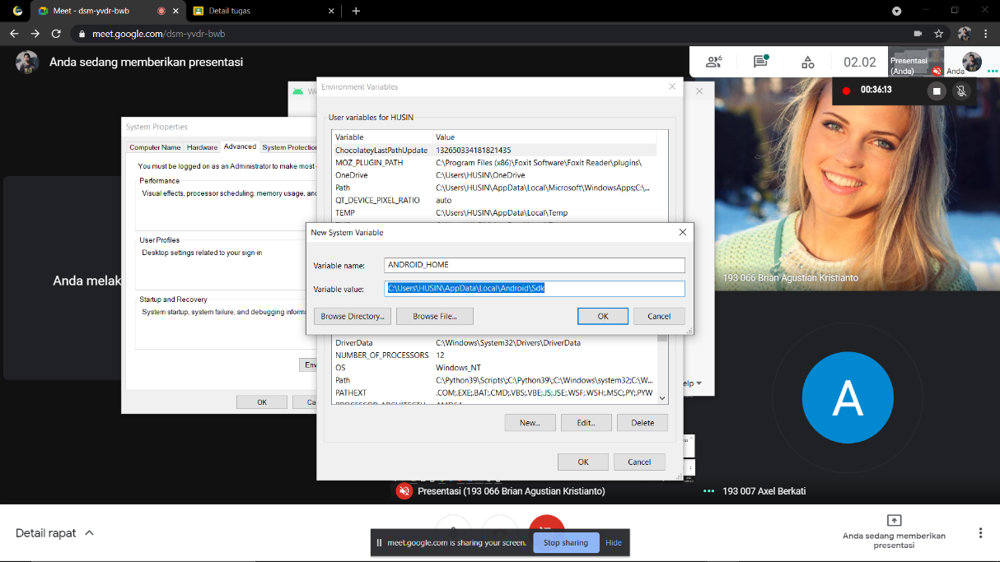 Meet - dsm-yvdr-bwb
Detail tugas
meet.google.com/dsm-yvdr-bwb
Anda sedang memberikan presentasi
6
02.02
Presentasi
(Anda)
Anda
00:36:13
Environment Variables
User variables for HUSIN
Variable Value
ChocolateyLastPathUpdate 132650334181821435
MOZ_PLUGIN_PATH C:\Program Files (x86)\Foxit Software\Foxit Reader\plugins\
OneDrive C:\Users\HUSIN\OneDrive
Path C:\Users\HUSIN\AppData\Local\Microsoft\WindowsApps;C:\...
QT_DEVICE_PIXEL_RATIO auto
TEMP C:\Users\HUSIN\AppData\Local\Temp
System Properties
Computer Name Hardware Advanced System Protection
You must be logged on as an Administrator to make most
Performance
Visual effects, processor scheduling, memory usage, and
User Profiles
Desktop settings related to your sign-in
Startup and Recovery
System startup, system failure, and debugging informa
Env
OK Ca
Anda melak
New System Variable
Variable name: ANDROID_HOME
Variable value: C:\Users\HUSIN\AppData\Local\Android\Sdk
Browse Directory... Browse File... OK Cancel
DriverData C:\Windows\System32\Drivers\DriverData
NUMBER_OF_PROCESSORS 12
OS Windows_NT
Path C:\Python39\Scripts\;C:\Python39\;C:\Windows\system32;C:\W...
PATHEXT .COM;.EXE;.BAT;.CMD;.VBS;.VBE;.JS;.JSE;.WSF;.WSH;.MSC;.PY;.PYW
New... Edit... Delete
OK Cancel
elp
193 066 Brian Agustian Kristianto
A
193 007 Axel Berkati
Presentasi (193 066 Brian Agustian Kristianto)
Detail rapat
meet.google.com is sharing your screen. Stop sharing Hide
Anda sedang memberikan
presentasi